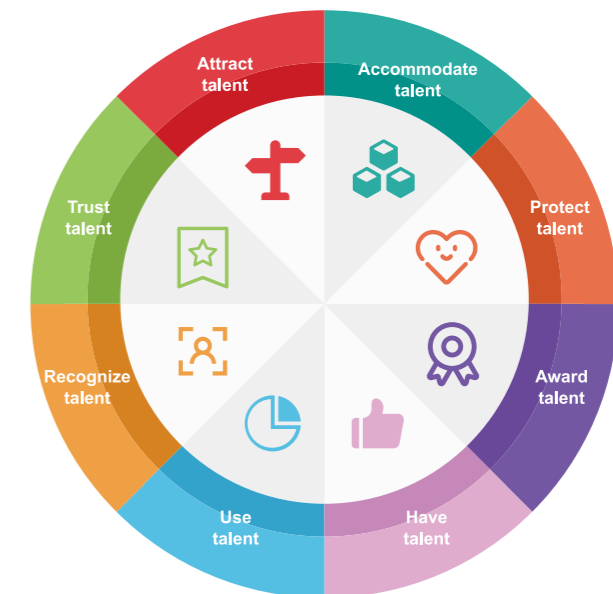 Attract
talent
Accommodate
talent
Trust
talent
Protect
talent
Recognize
talent
Award
talent
Use
talent
Have
talent